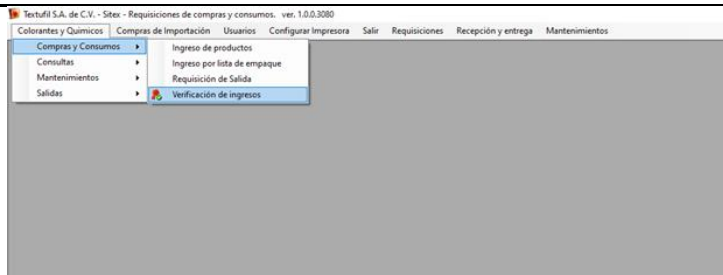 Textufil S.A. de C.V. - Sitex - Requisiciones de compras y consumos. ver. 1.0.0.3080
Colorantes y Quimicos Compras de Importación Usuarios Configurar Impresora Salir Requisiciones Recepción y entrega Mantenimientos
Compras y Consumos
Consultas
Mantenimientos
Salidas
Ingreso de productos
Ingreso por lista de empaque
Requisición de Salida
Verificación de ingresos